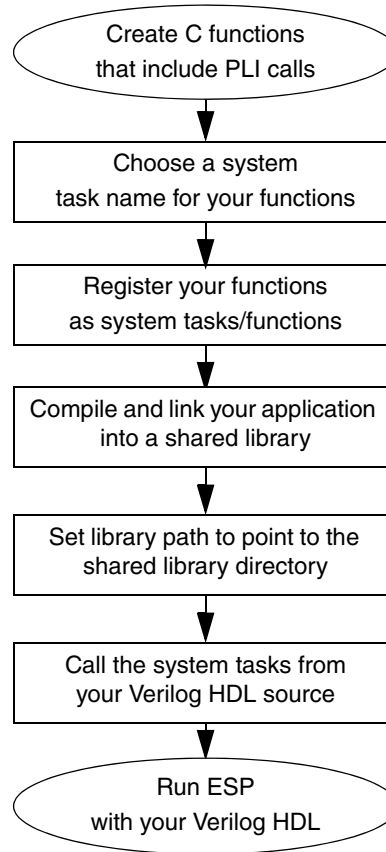 Create C functions
that include PLI calls
Choose a system
task name for your functions
Register your functions
as system tasks/functions
Compile and link your application
into a shared library
Set library path to point to the
shared library directory
Call the system tasks from
your Verilog HDL source
Run ESP
with your Verilog HDL